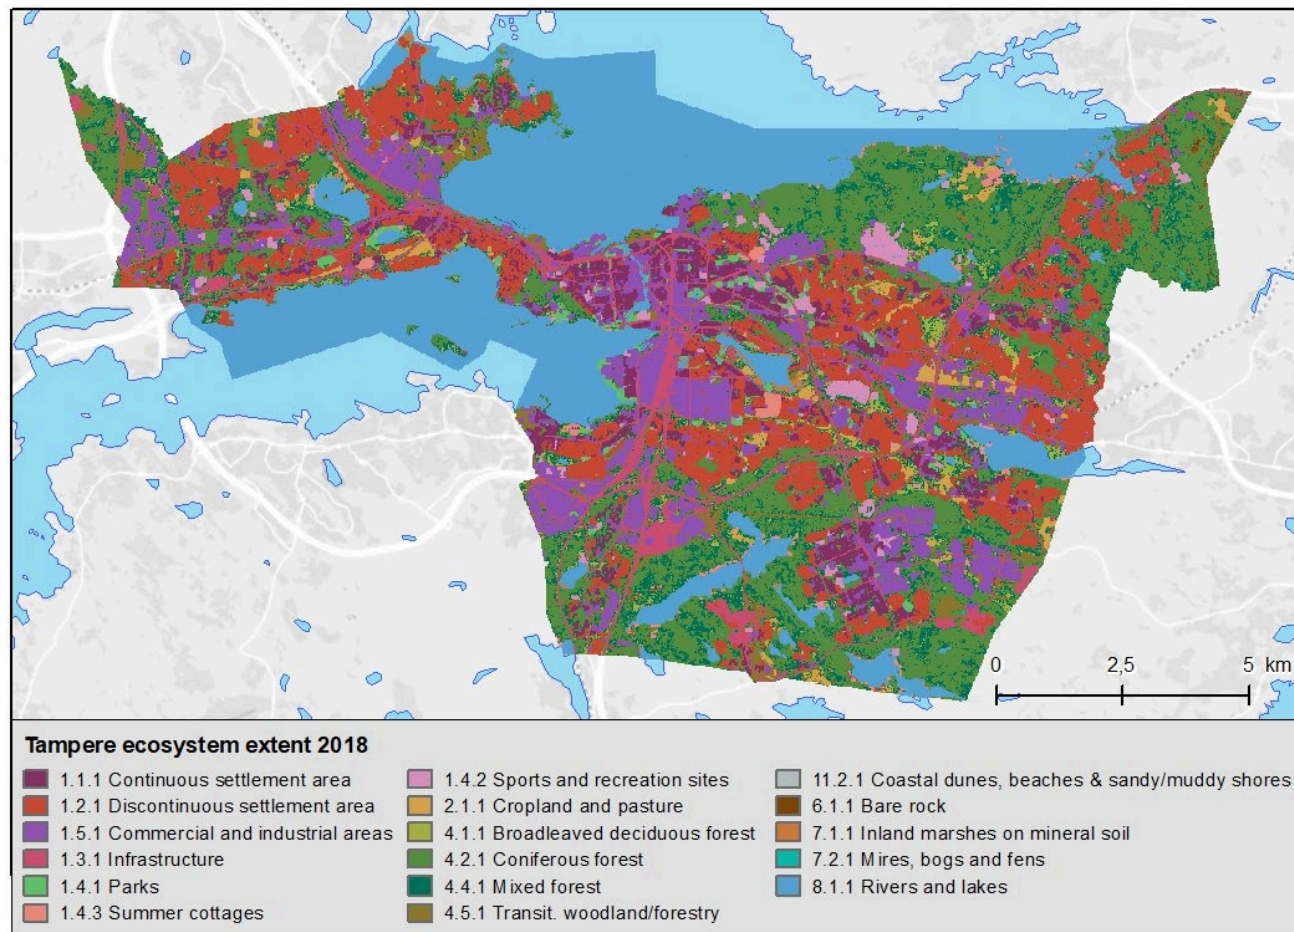 0 2,5 5 km
Tampere ecosystem extent 2018
1.1.1 Continuous settlement area
1.2.1 Discontinuous settlement area
1.5.1 Commercial and industrial areas
1.3.1 Infrastructure
1.4.1 Parks
1.4.3 Summer cottages
1.4.2 Sports and recreation sites
2.1.1 Cropland and pasture
4.1.1 Broadleaved deciduous forest
4.2.1 Coniferous forest
4.4.1 Mixed forest
4.5.1 Transit. woodland/forestry
11.2.1 Coastal dunes, beaches & sandy/muddy shores
6.1.1 Bare rock
7.1.1 Inland marshes on mineral soil
7.2.1 Mires, bogs and fens
8.1.1 Rivers and lakes